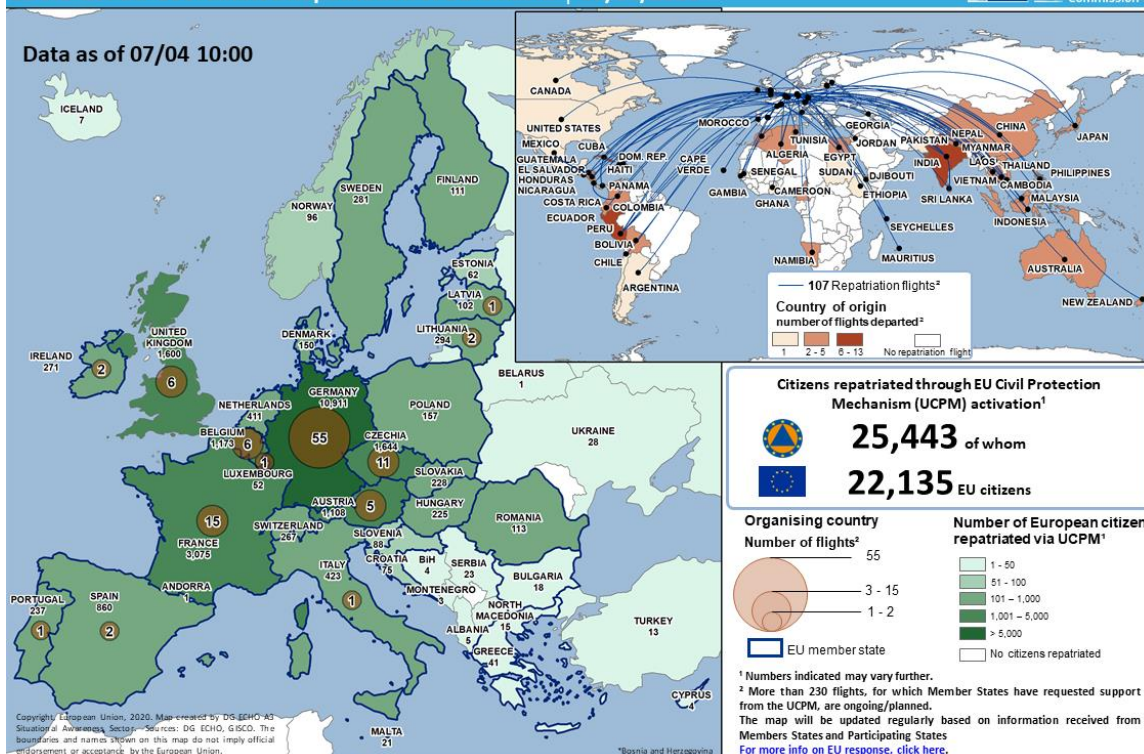 Commission
Data as of 07/04 10:00
ICELAND
7
NORWAY
96
SWEDEN
281
FINLAND
111
ESTONIA
62
LATVIA
102
1
LITHUANIA
294
2
DENMARK
150
UNITED
KINGDOM
1,600
6
IRELAND
271
2
NETHERLANDS
411
BELGIUM
1,173
6
LUXEMBOURG
52
1
GERMANY
10,911
55
POLAND
157
BELARUS
1
UKRAINE
28
CZECHIA
1,644
11
SLOVAKIA
228
AUSTRIA
1,108
5
HUNGARY
225
ROMANIA
113
FRANCE
3,075
15
SWITZERLAND
267
SLOVENIA
88
CROATIA
75
ITALY
423
1
BiH
4
SERBIA
23
MONTENEGRO
3
BULGARIA
18
NORTH
MACEDONIA
15
ALBANIA
5
GREECE
41
TURKEY
13
CYPRUS
4
MALTA
21
ANDORRA
1
PORTUGAL
237
1
SPAIN
860
2
Copyright, European Union, 2020. Map created by DG ECHO A3
Situational Awareness Sector. Sources: DG ECHO, GISCO. The
boundaries and names shown on this map do not imply official
endorsement or acceptance by the European Union.
*Bosnia and Herzegovina
CANADA
UNITED STATES
MEXICO
CUBA
GUATEMALA
EL SALVADOR
HONDURAS
NICARAGUA
DOM. REP.
HAITI
PANAMA
COSTA RICA
COLOMBIA
ECUADOR
PERU
BOLIVIA
CHILE
ARGENTINA
MOROCCO
CAPE
VERDE
GAMBIA
SENEGAL
GHANA
ALGERIA
TUNISIA
CAMEROON
EGYPT
SUDAN
DJIBOUTI
ETHIOPIA
NAMIBIA
GEORGIA
JORDAN
PAKISTAN
NEPAL
INDIA
MYANMAR
CHINA
JAPAN
LAOS
THAILAND
VIETNAM
CAMBODIA
PHILIPPINES
SRI LANKA
MALAYSIA
INDONESIA
SEYCHELLES
MAURITIUS
AUSTRALIA
NEW ZEALAND
107 Repatriation flights²
Country of origin
number of flights departed²
1
2 - 5
6 - 13
No repatriation flight
Citizens repatriated through EU Civil Protection
Mechanism (UCPM) activation¹
25,443 of whom
22,135 EU citizens
Organising country
Number of flights²
55
3 - 15
1 - 2
EU member state
Number of European citizen
repatriated via UCPM¹
1 - 50
51 - 100
101 – 1,000
1,001 – 5,000
> 5,000
No citizens repatriated
¹ Numbers indicated may vary further.
² More than 230 flights, for which Member States have requested support
from the UCPM, are ongoing/planned.
The map will be updated regularly based on information received from
Members States and Participating States
For more info on EU response, click here.